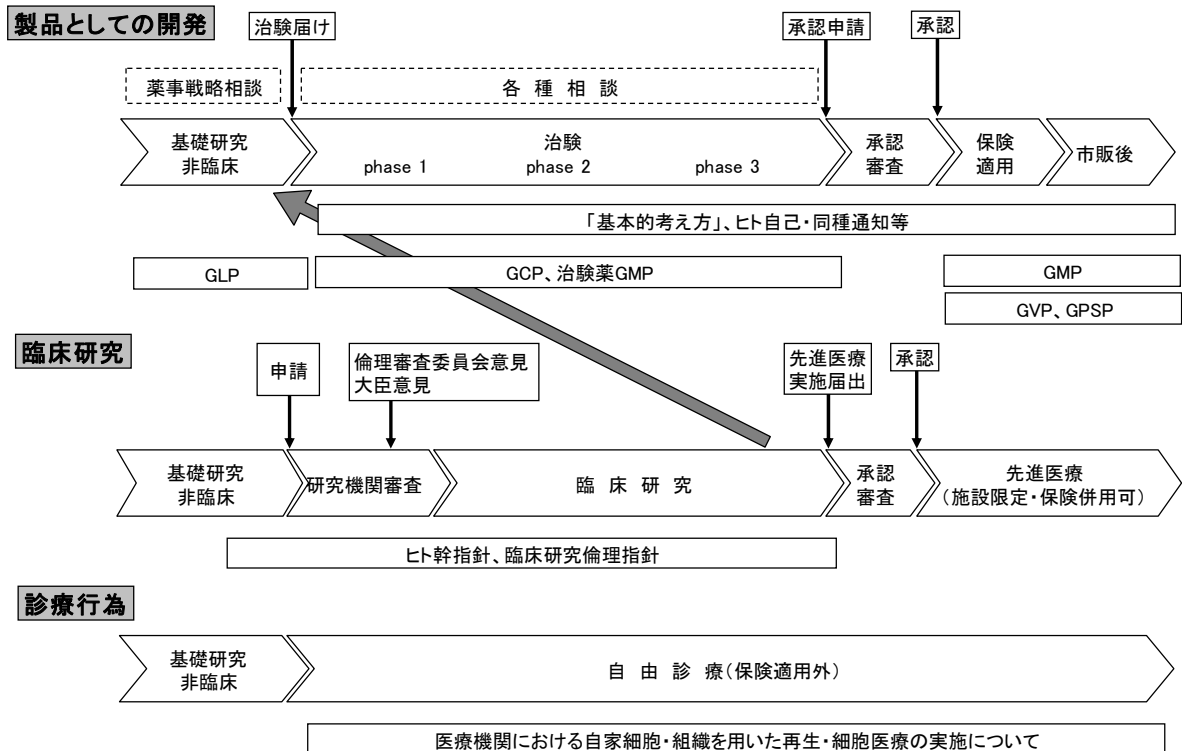 製品としての開発
治験届け
承認申請
承認
薬事戦略相談
各種相談
基礎研究
非臨床
治験
phase 1
phase 2
phase 3
承認
審査
保険
適用
市販後
「基本的考え方」、ヒト自己・同種通知等
GLP
GCP、治験薬GMP
GMP
GVP、GPSP
臨床研究
申請
倫理審査委員会意見
大臣意見
先進医療
実施届出
承認
基礎研究
非臨床
研究機関審査
臨床研究
承認
審査
先進医療
（施設限定・保険併用可）
ヒト幹指針、臨床研究倫理指針
診療行為
基礎研究
非臨床
自由診療（保険適用外）
医療機関における自家細胞・組織を用いた再生・細胞医療の実施について